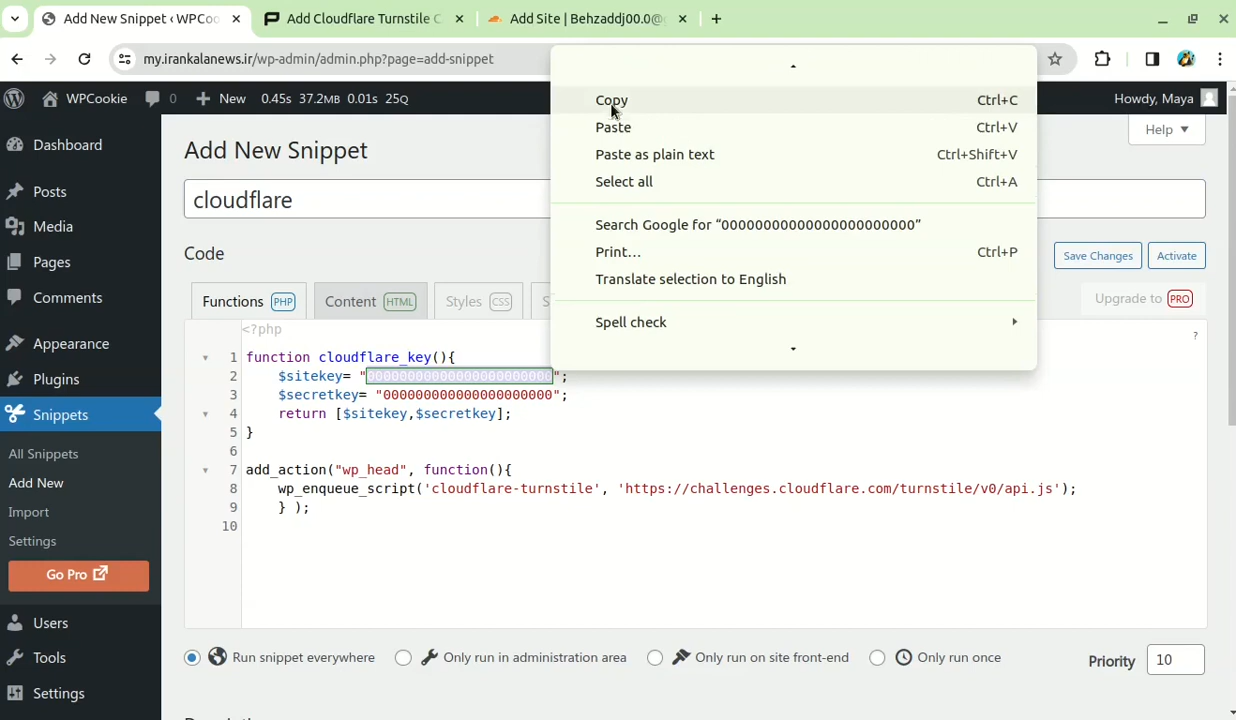 Add New Snippet ‹ WPCoo
Add Cloudflare Turnstile C
Add Site | Behzaddj00.0@g
my.irankalanews.ir/wp-admin/admin.php?page=add-snippet
WPCookie
0
New
0.45s 37.2MB 0.01s 25Q
Howdy, Maya
Copy Ctrl+C
Paste Ctrl+V
Paste as plain text Ctrl+Shift+V
Select all Ctrl+A
Print... Ctrl+P
Translate selection to English
Spell check
Dashboard
Posts
Media
Pages
Comments
Appearance
Plugins
Snippets
All Snippets
Add New
Import
Settings
Go Pro
Users
Tools
Settings
Help
Add New Snippet
cloudflare
Code
Save Changes
Activate
Functions PHP
Content HTML
Styles CSS
S
Upgrade to PRO
<?php
?
1 function cloudflare_key(){
2 $sitekey= "
3 $secretkey= "
4 return [$sitekey,$secretkey];
5 }
6
7 add_action("wp_head", function(){
8 wp_enqueue_script('cloudflare-turnstile', 'https://challenges.cloudflare.com/turnstile/v0/api.js');
9 } );
10
Run snippet everywhere
Only run in administration area
Only run on site front-end
Only run once
Priority 10